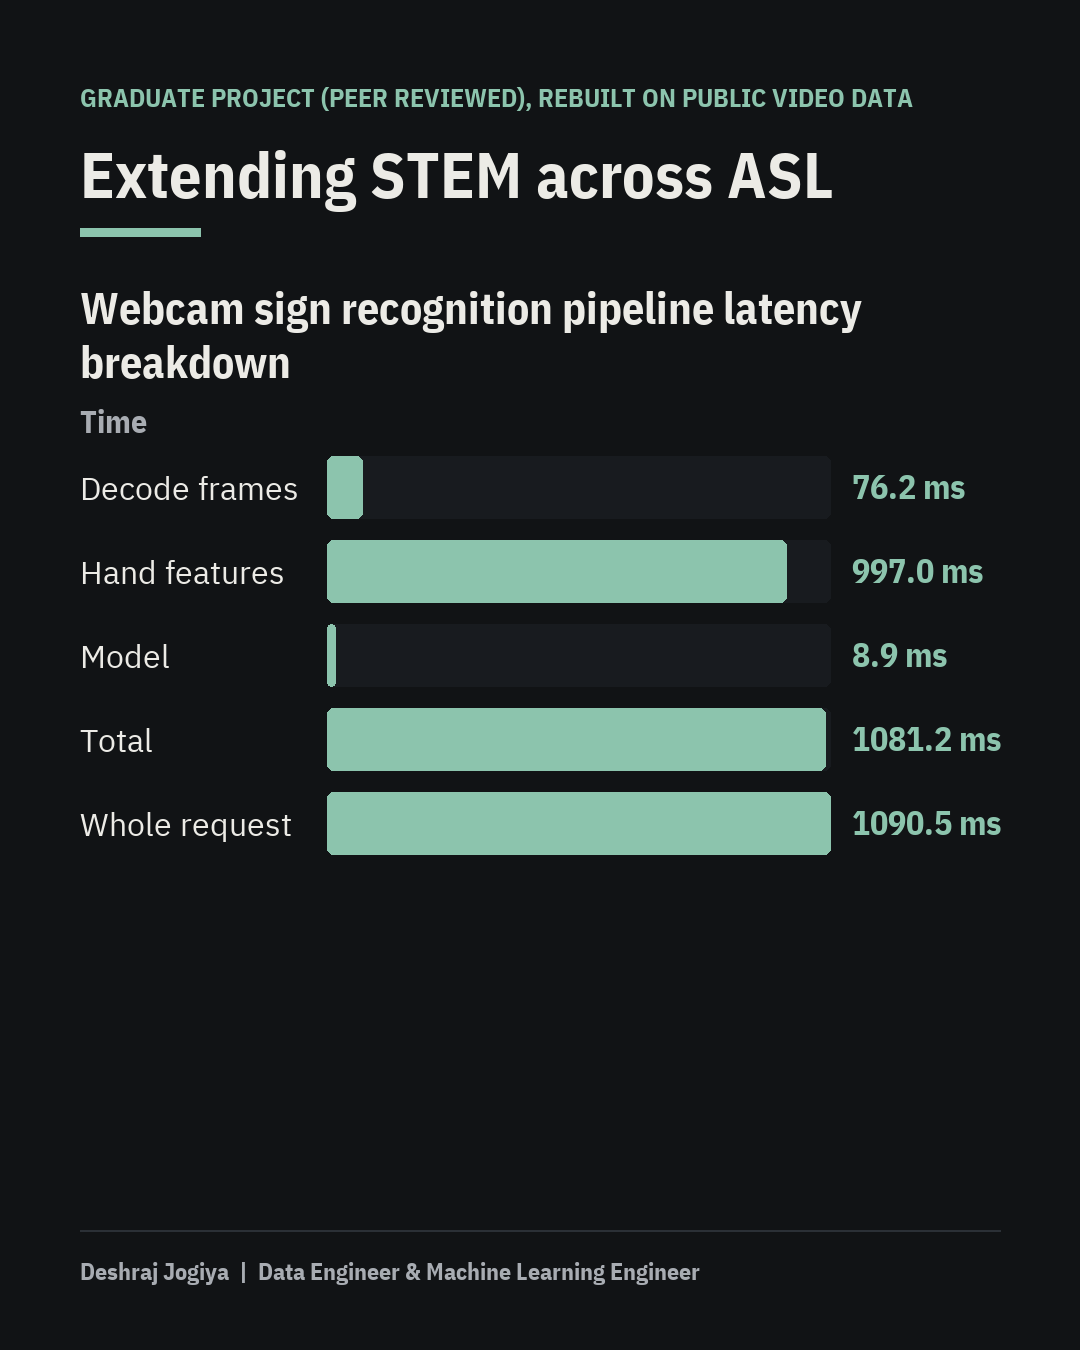 GRADUATE PROJECT (PEER REVIEWED), REBUILT ON PUBLIC VIDEO DATA
Extending STEM across ASL
Webcam sign recognition pipeline latency
breakdown
Time
Decode frames 76.2 ms
Hand features 997.0 ms
Model 8.9 ms
Total 1081.2 ms
Whole request 1090.5 ms
Deshraj Jogiya | Data Engineer & Machine Learning Engineer